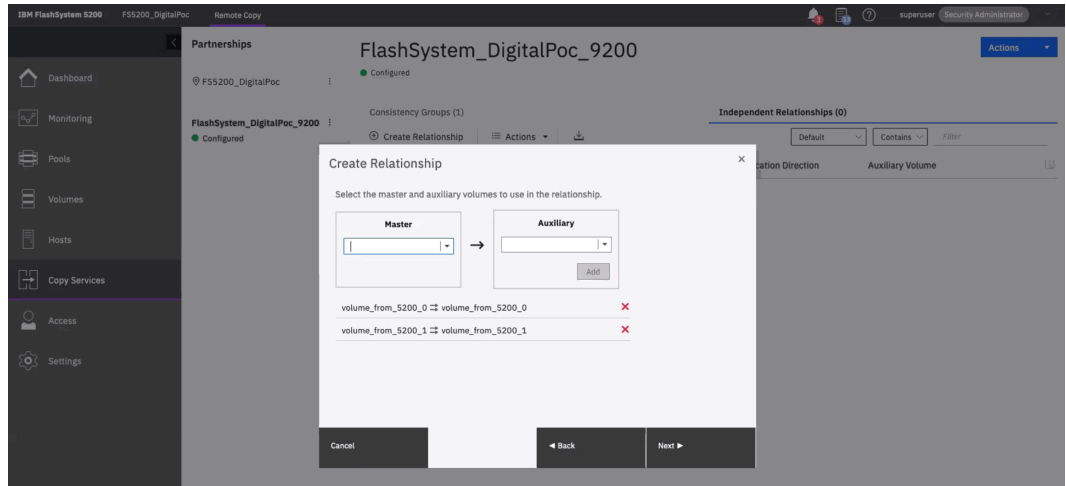 IBM FlashSystem 5200 FS5200_DigitalPoc Remote Copy superuser Security Administrator
Partnerships
FlashSystem_DigitalPoc_9200
Actions
Configured
Dashboard
FS5200_DigitalPoc
Monitoring
FlashSystem_DigitalPoc_9200
Configured
Consistency Groups (1)
Independent Relationships (0)
Create Relationship Actions
Default Contains Filter
Pools
Create Relationship
cation Direction Auxiliary Volume
Select the master and auxiliary volumes to use in the relationship.
Volumes
Master Auxiliary
Hosts
Add
Copy Services
volume_from_5200_0 ⇉ volume_from_5200_0
Access
volume_from_5200_1 ⇉ volume_from_5200_1
Settings
Cancel ◄ Back Next ►